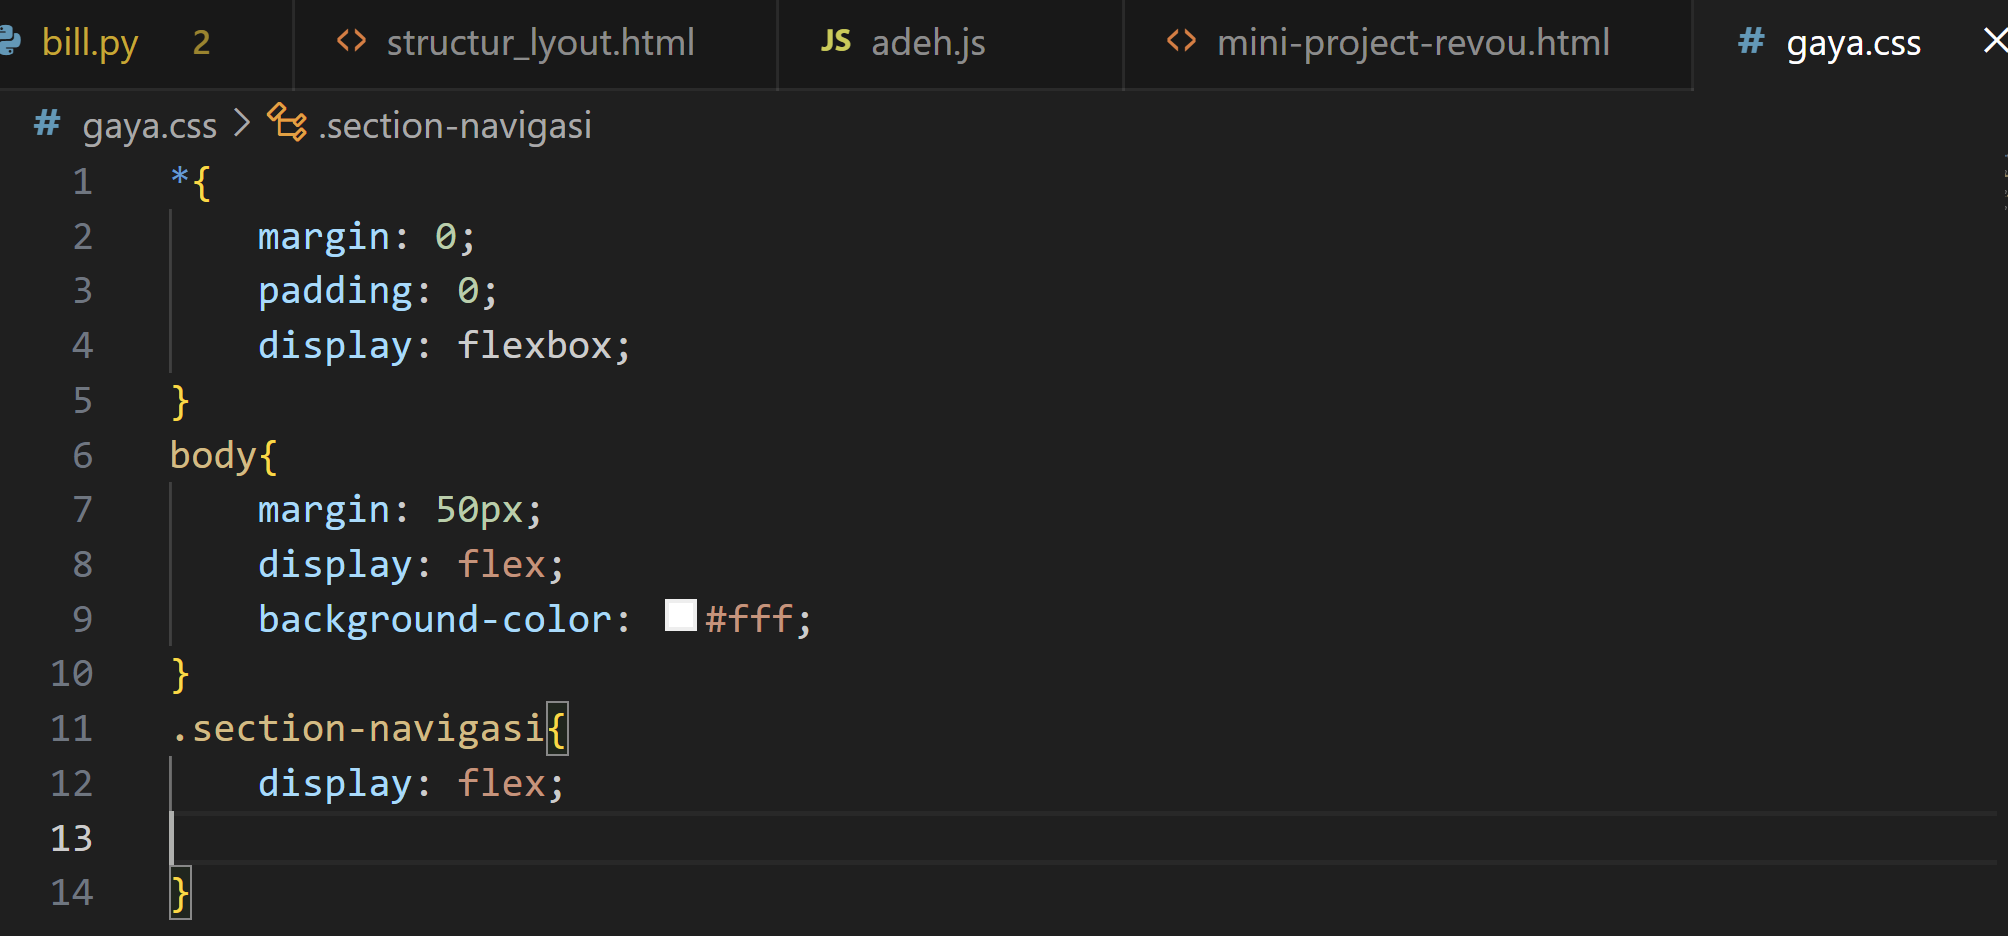 bill.py 2 <> structur_lyout.html JS adeh.js <> mini-project-revou.html # gaya.css
# gaya.css > .section-navigasi
1 *{
2 margin: 0;
3 padding: 0;
4 display: flexbox;
5 }
6 body{
7 margin: 50px;
8 display: flex;
9 background-color: #fff;
10 }
11 .section-navigasi{
12 display: flex;
13
14 }